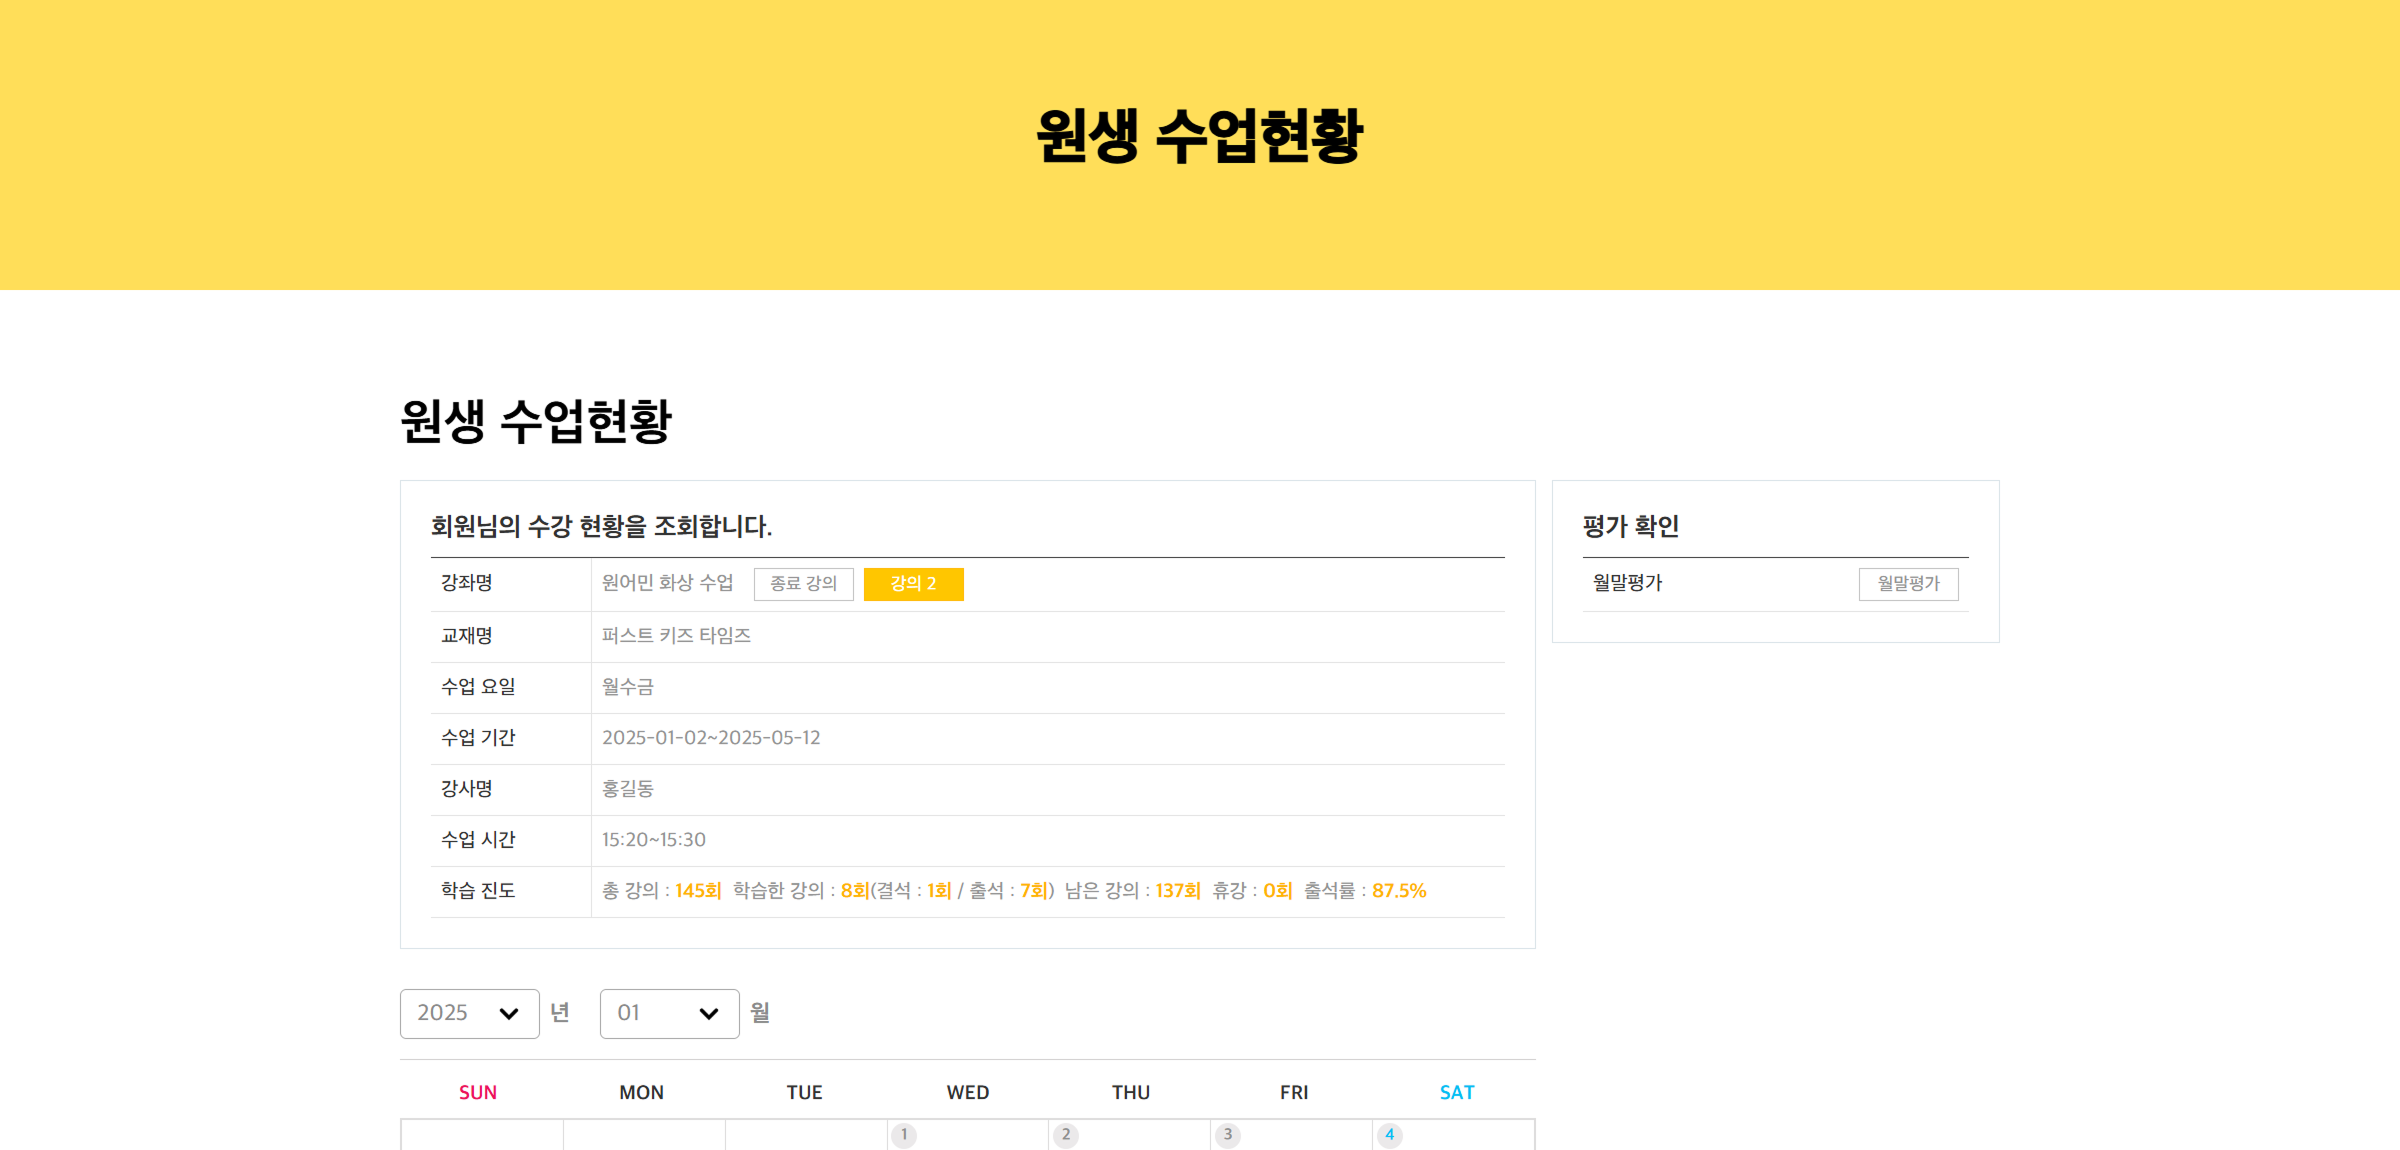 원생 수업현황
원생 수업현황
회원님의 수강 현황을 조회합니다.
강좌명 원어민 화상 수업 종료 강의 강의 2
교재명 퍼스트 키즈 타임즈
수업 요일 월수금
수업 기간 2025-01-02~2025-05-12
강사명 홍길동
수업 시간 15:20~15:30
학습 진도 총 강의 : 145회 학습한 강의 : 8회(결석 : 1회 / 출석 : 7회) 남은 강의 : 137회 휴강 : 0회 출석률 : 87.5%
평가 확인
월말평가 월말평가
2025 년 01 월
SUN MON TUE WED THU FRI SAT
1 2 3 4